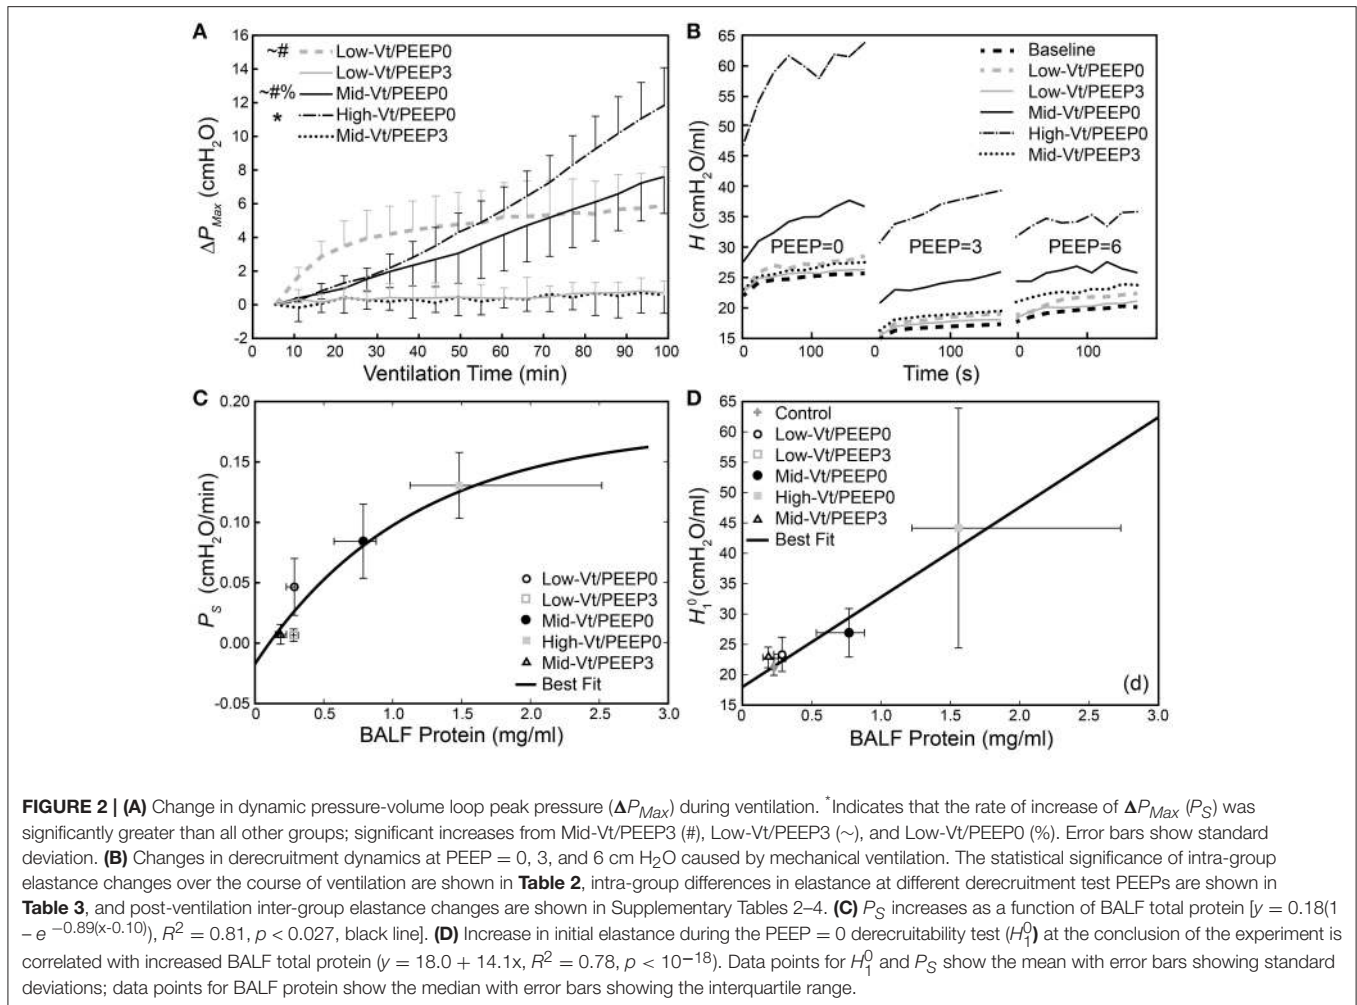 A
ΔP_Max (cmH2O)
16
14
12
10
8
6
4
2
0
-2
~#
~#%
*
Low-Vt/PEEP0
Low-Vt/PEEP3
Mid-Vt/PEEP0
High-Vt/PEEP0
Mid-Vt/PEEP3
0 10 20 30 40 50 60 70 80 90 100
Ventilation Time (min)
B
H (cmH2O/ml)
65
60
55
50
45
40
35
30
25
20
15
Baseline
Low-Vt/PEEP0
Low-Vt/PEEP3
Mid-Vt/PEEP0
High-Vt/PEEP0
Mid-Vt/PEEP3
PEEP=0 PEEP=3 PEEP=6
0 100 0 100 0 100
Time (s)
C
P_S (cmH2O/min)
0.20
0.15
0.10
0.05
0.00
-0.05
Low-Vt/PEEP0
Low-Vt/PEEP3
Mid-Vt/PEEP0
High-Vt/PEEP0
Mid-Vt/PEEP3
Best Fit
0 0.5 1.0 1.5 2.0 2.5 3.0
BALF Protein (mg/ml)
D
H_1^0 (cmH2O/ml)
65
60
55
50
45
40
35
30
25
20
15
Control
Low-Vt/PEEP0
Low-Vt/PEEP3
Mid-Vt/PEEP0
High-Vt/PEEP0
Mid-Vt/PEEP3
Best Fit
(d)
0 0.5 1.0 1.5 2.0 2.5 3.0
BALF Protein (mg/ml)
FIGURE 2 | (A) Change in dynamic pressure-volume loop peak pressure (ΔP_Max) during ventilation. *Indicates that the rate of increase of ΔP_Max (P_S) was
significantly greater than all other groups; significant increases from Mid-Vt/PEEP3 (#), Low-Vt/PEEP3 (~), and Low-Vt/PEEP0 (%). Error bars show standard
deviation. (B) Changes in derecruitment dynamics at PEEP = 0, 3, and 6 cm H2O caused by mechanical ventilation. The statistical significance of intra-group
elastance changes over the course of ventilation are shown in Table 2, intra-group differences in elastance at different derecruitment test PEEPs are shown in
Table 3, and post-ventilation inter-group elastance changes are shown in Supplementary Tables 2–4. (C) P_S increases as a function of BALF total protein [y = 0.18(1
– e^−0.89(x-0.10)), R² = 0.81, p < 0.027, black line]. (D) Increase in initial elastance during the PEEP = 0 derecruitability test (H_1^0) at the conclusion of the experiment is
correlated with increased BALF total protein (y = 18.0 + 14.1x, R² = 0.78, p < 10^−18). Data points for H_1^0 and P_S show the mean with error bars showing standard
deviations; data points for BALF protein show the median with error bars showing the interquartile range.